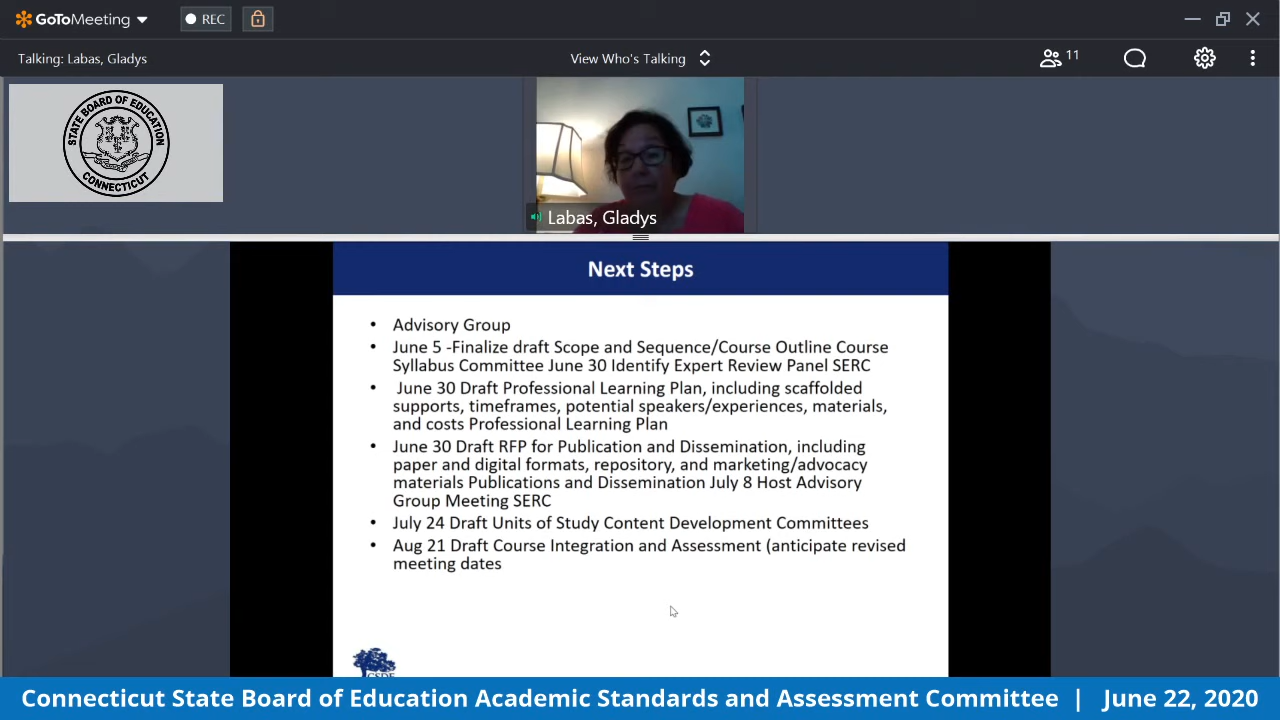 GoToMeeting
REC
Talking: Labas, Gladys
View Who's Talking
11
STATE BOARD OF EDUCATION
CONNECTICUT
Labas, Gladys
Next Steps
• Advisory Group
• June 5 -Finalize draft Scope and Sequence/Course Outline Course
Syllabus Committee June 30 Identify Expert Review Panel SERC
• June 30 Draft Professional Learning Plan, including scaffolded
supports, timeframes, potential speakers/experiences, materials,
and costs Professional Learning Plan
• June 30 Draft RFP for Publication and Dissemination, including
paper and digital formats, repository, and marketing/advocacy
materials Publications and Dissemination July 8 Host Advisory
Group Meeting SERC
• July 24 Draft Units of Study Content Development Committees
• Aug 21 Draft Course Integration and Assessment (anticipate revised
meeting dates
CSDE
Connecticut State Board of Education Academic Standards and Assessment Committee | June 22, 2020